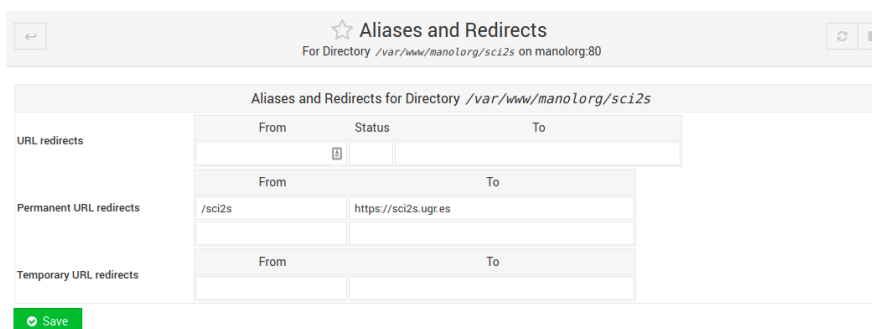 Aliases and Redirects
For Directory /var/www/manolorg/sci2s on manolorg:80
Aliases and Redirects for Directory /var/www/manolorg/sci2s
URL redirects
From Status To
Permanent URL redirects
From To
/sci2s https://sci2s.ugr.es
Temporary URL redirects
From To
Save